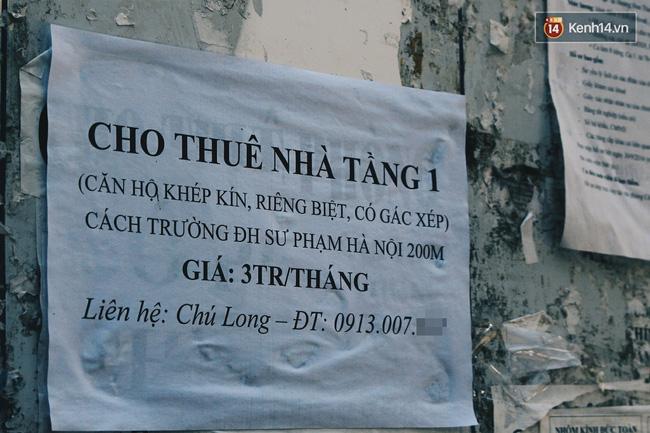 14
Kenh14.vn
CHO THUÊ NHÀ TẦNG 1
(CĂN HỘ KHÉP KÍN, RIÊNG BIỆT, CÓ GÁC XÉP)
CÁCH TRƯỜNG ĐH SƯ PHẠM HÀ NỘI 200M
GIÁ: 3TR/THÁNG
Liên hệ: Chú Long – ĐT: 0913.007.